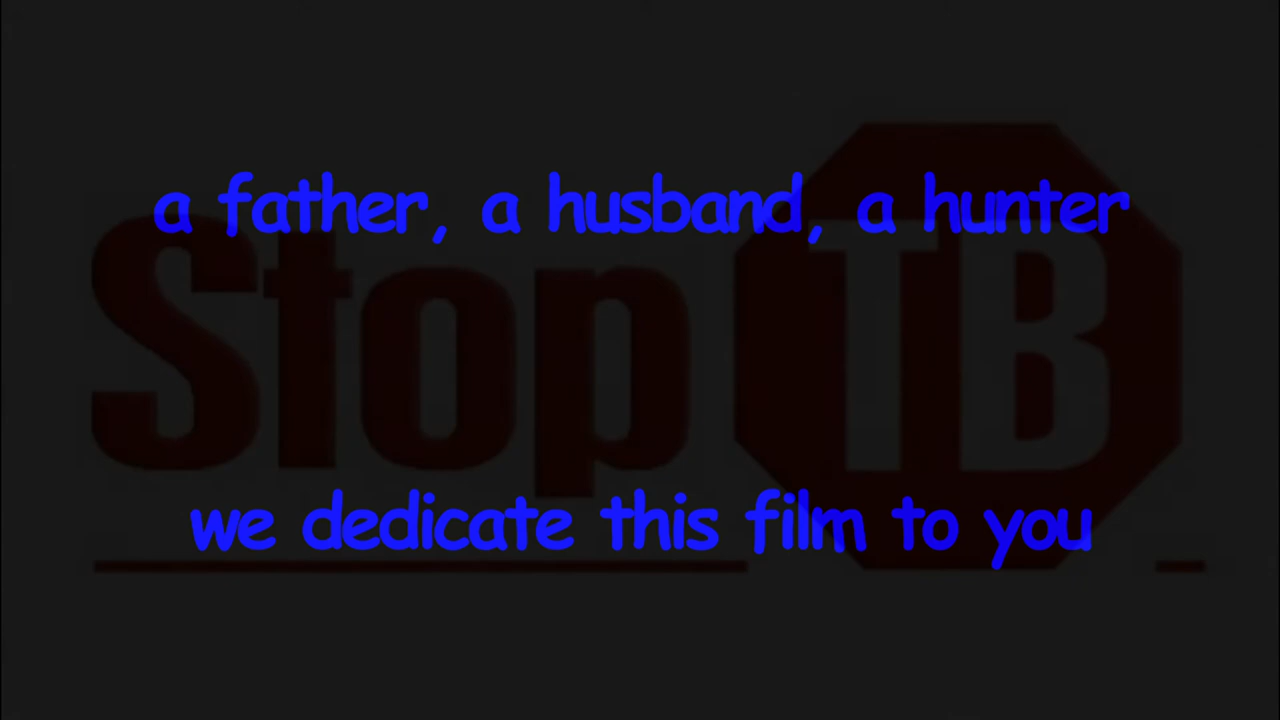 a father, a husband, a hunter
Stop TB
we dedicate this film to you